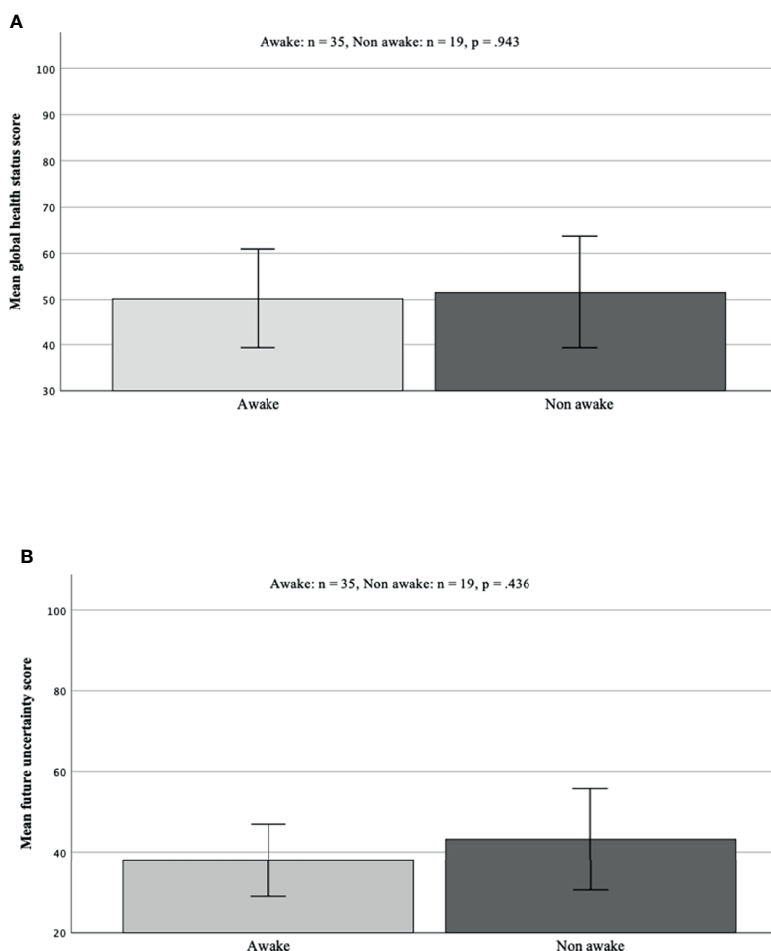 A
Awake: n = 35, Non awake: n = 19, p = .943
Mean global health status score
100
90
80
70
60
50
40
30
Awake Non awake
B
Awake: n = 35, Non awake: n = 19, p = .436
Mean future uncertainty score
100
80
60
40
20
Awake Non awake